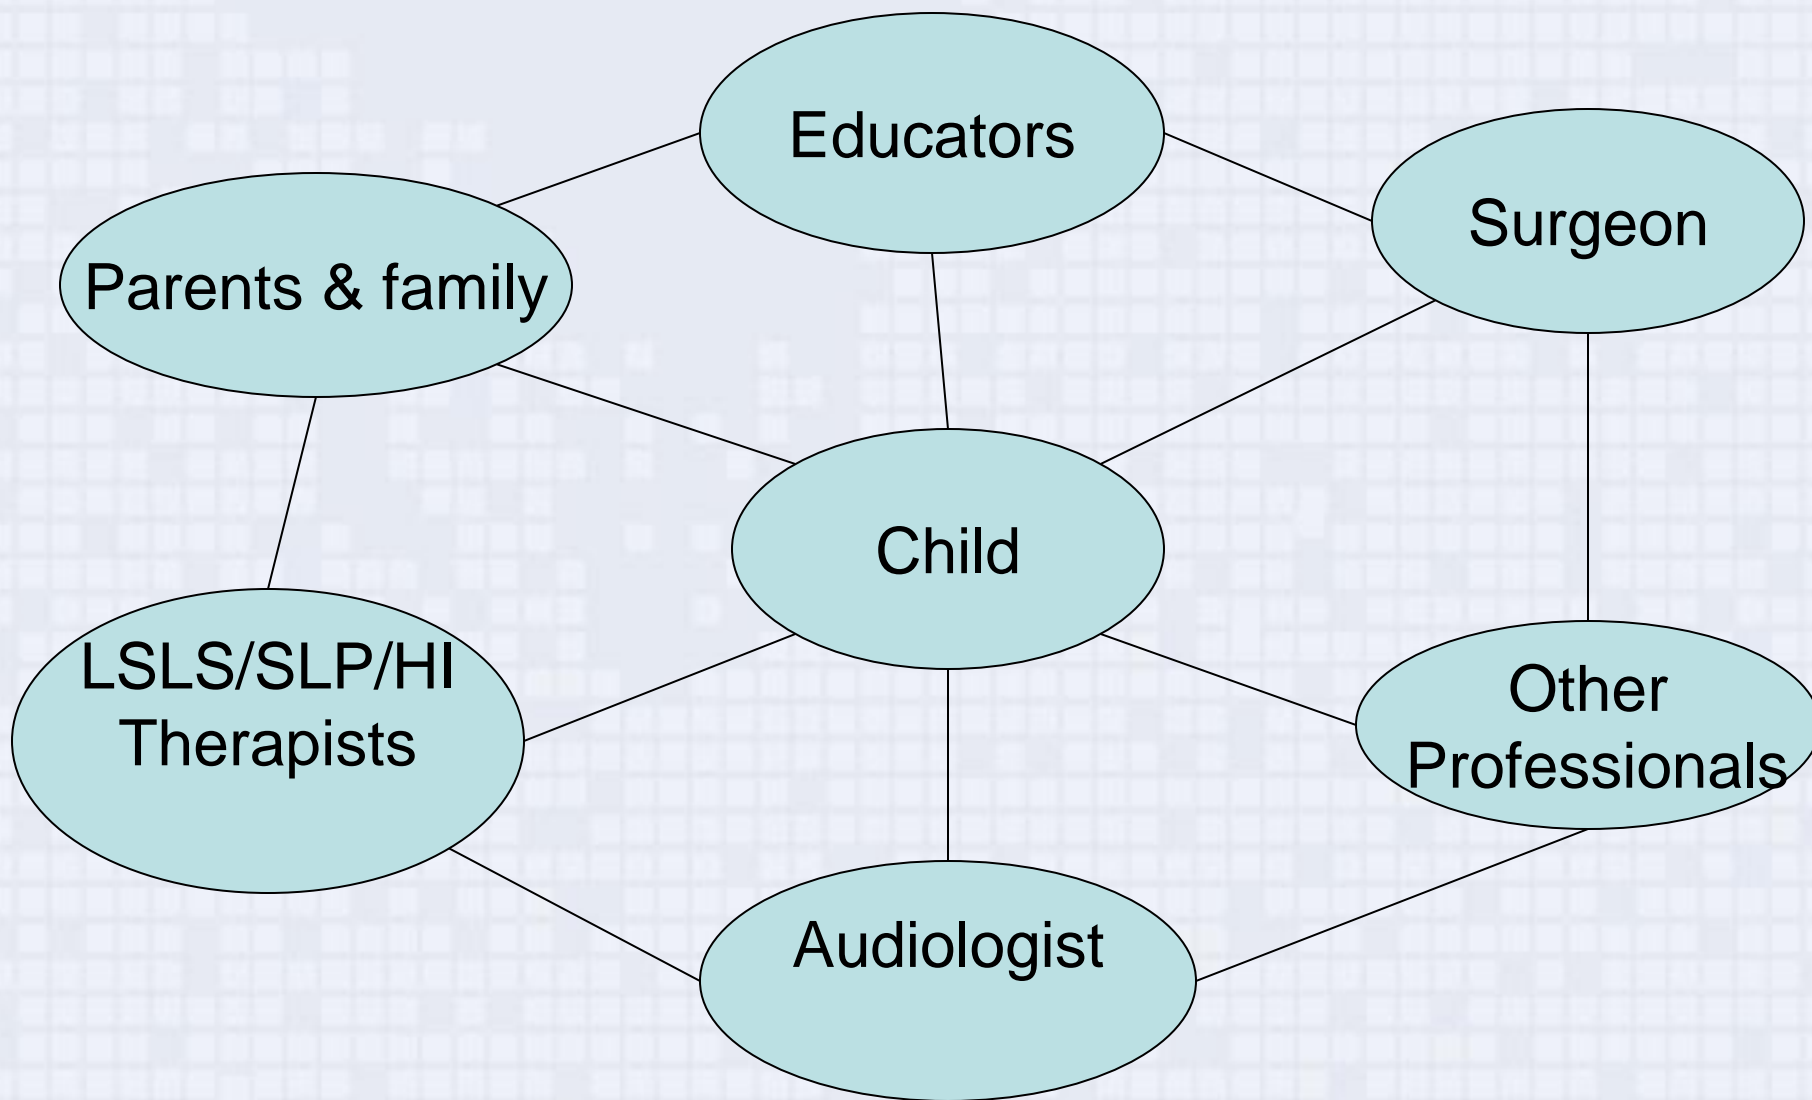 Educators
Surgeon
Parents & family
Child
LSLS/SLP/HI
Therapists
Other
Professionals
Audiologist